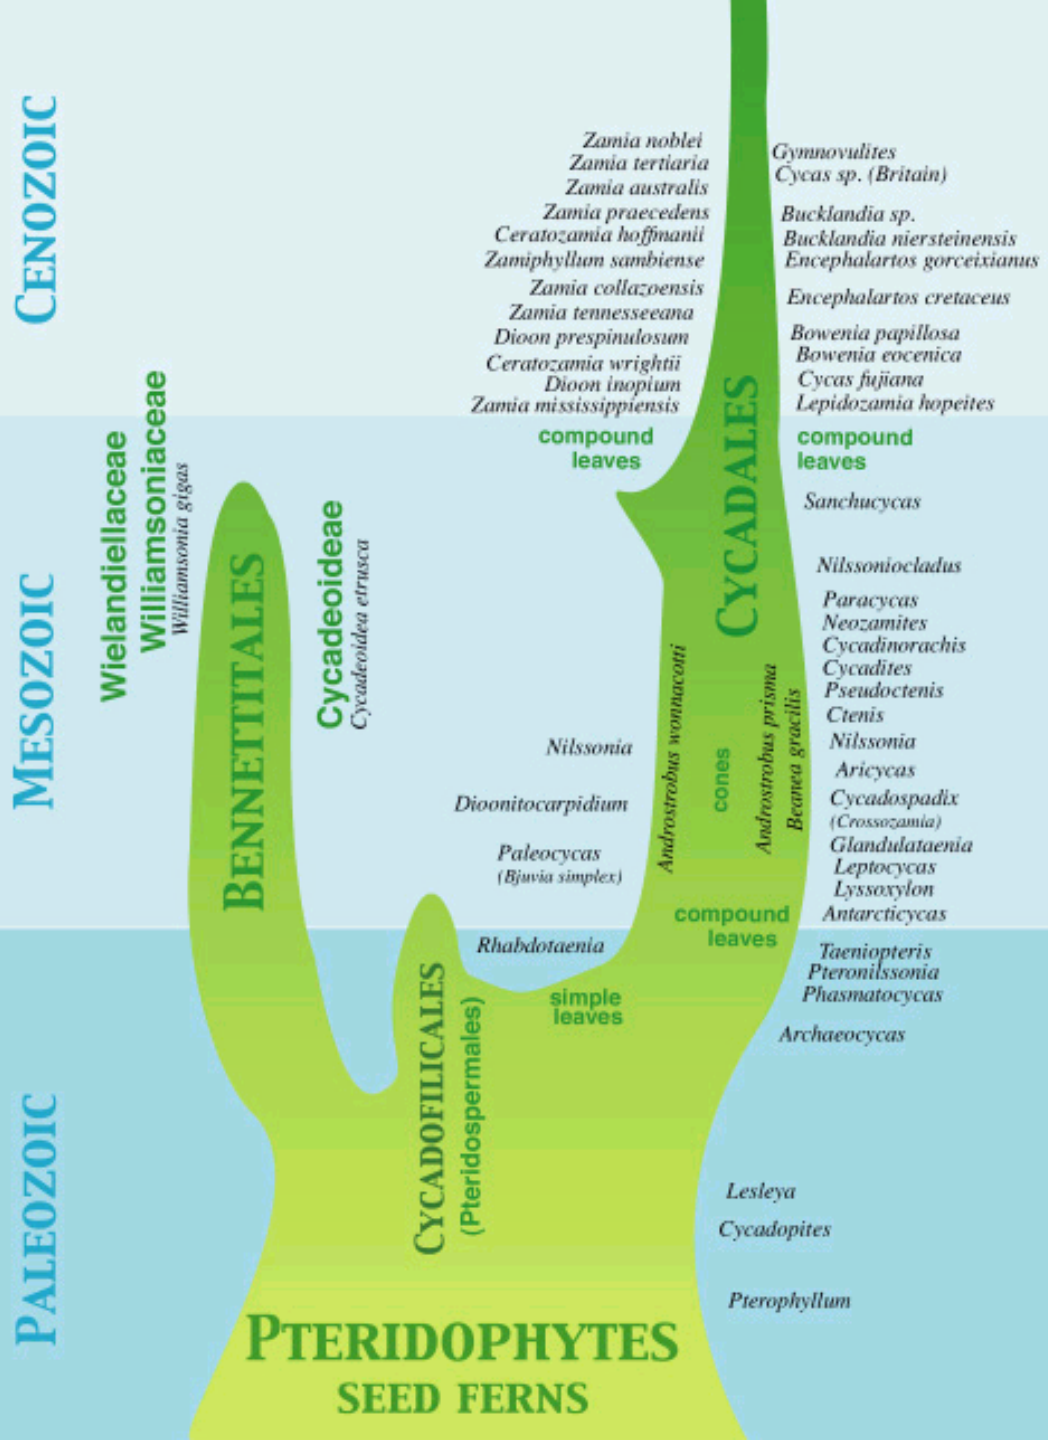 CENOZOIC
Zamia noblei
Zamia tertiaria
Zamia australis
Zamia praecedens
Ceratozamia hoffmanii
Zamiphyllum sambiense
Zamia collazoensis
Zamia tennesseeana
Dioon prespinulosum
Ceratozamia wrightii
Dioon inopium
Zamia mississippiensis
compound
leaves
Gymnovulites
Cycas sp. (Britain)
Bucklandia sp.
Bucklandia niersteinensis
Encephalartos gorceixianus
Encephalartos cretaceus
Bowenia papillosa
Bowenia eocenica
Cycas fujiana
Lepidozamia hopeites
compound
leaves
CYCADALES
MESOZOIC
Wielandiellaceae
Williamsoniaceae
Williamsonia gigas
BENNETITALES
Cycadeoideae
Cycadeoidea etrusca
Nilssonia
Dioonitocarpidium
Paleocycas
(Bjuvia simplex)
Androstrobus wonnacotti
cones
Androstrobus prisma
Beanea gracilis
Sanchucycas
Nilssoniocladus
Paracycas
Neozamites
Cycadinorachis
Cycadites
Pseudoctenis
Ctenis
Nilssonia
Aricycas
Cycadospadix
(Crossozamia)
Glandulataenia
Leptocycas
Lyssoxylon
Antarcticycas
compound
leaves
PALEOZOIC
Rhabdotaenia
simple
leaves
CYCADOFILICALES
(Pteridospermales)
Taeniopteris
Pteronilssonia
Phasmatocycas
Archaeocycas
Lesleya
Cycadopites
Pterophyllum
PTERIDOPHYTES
SEED FERNS